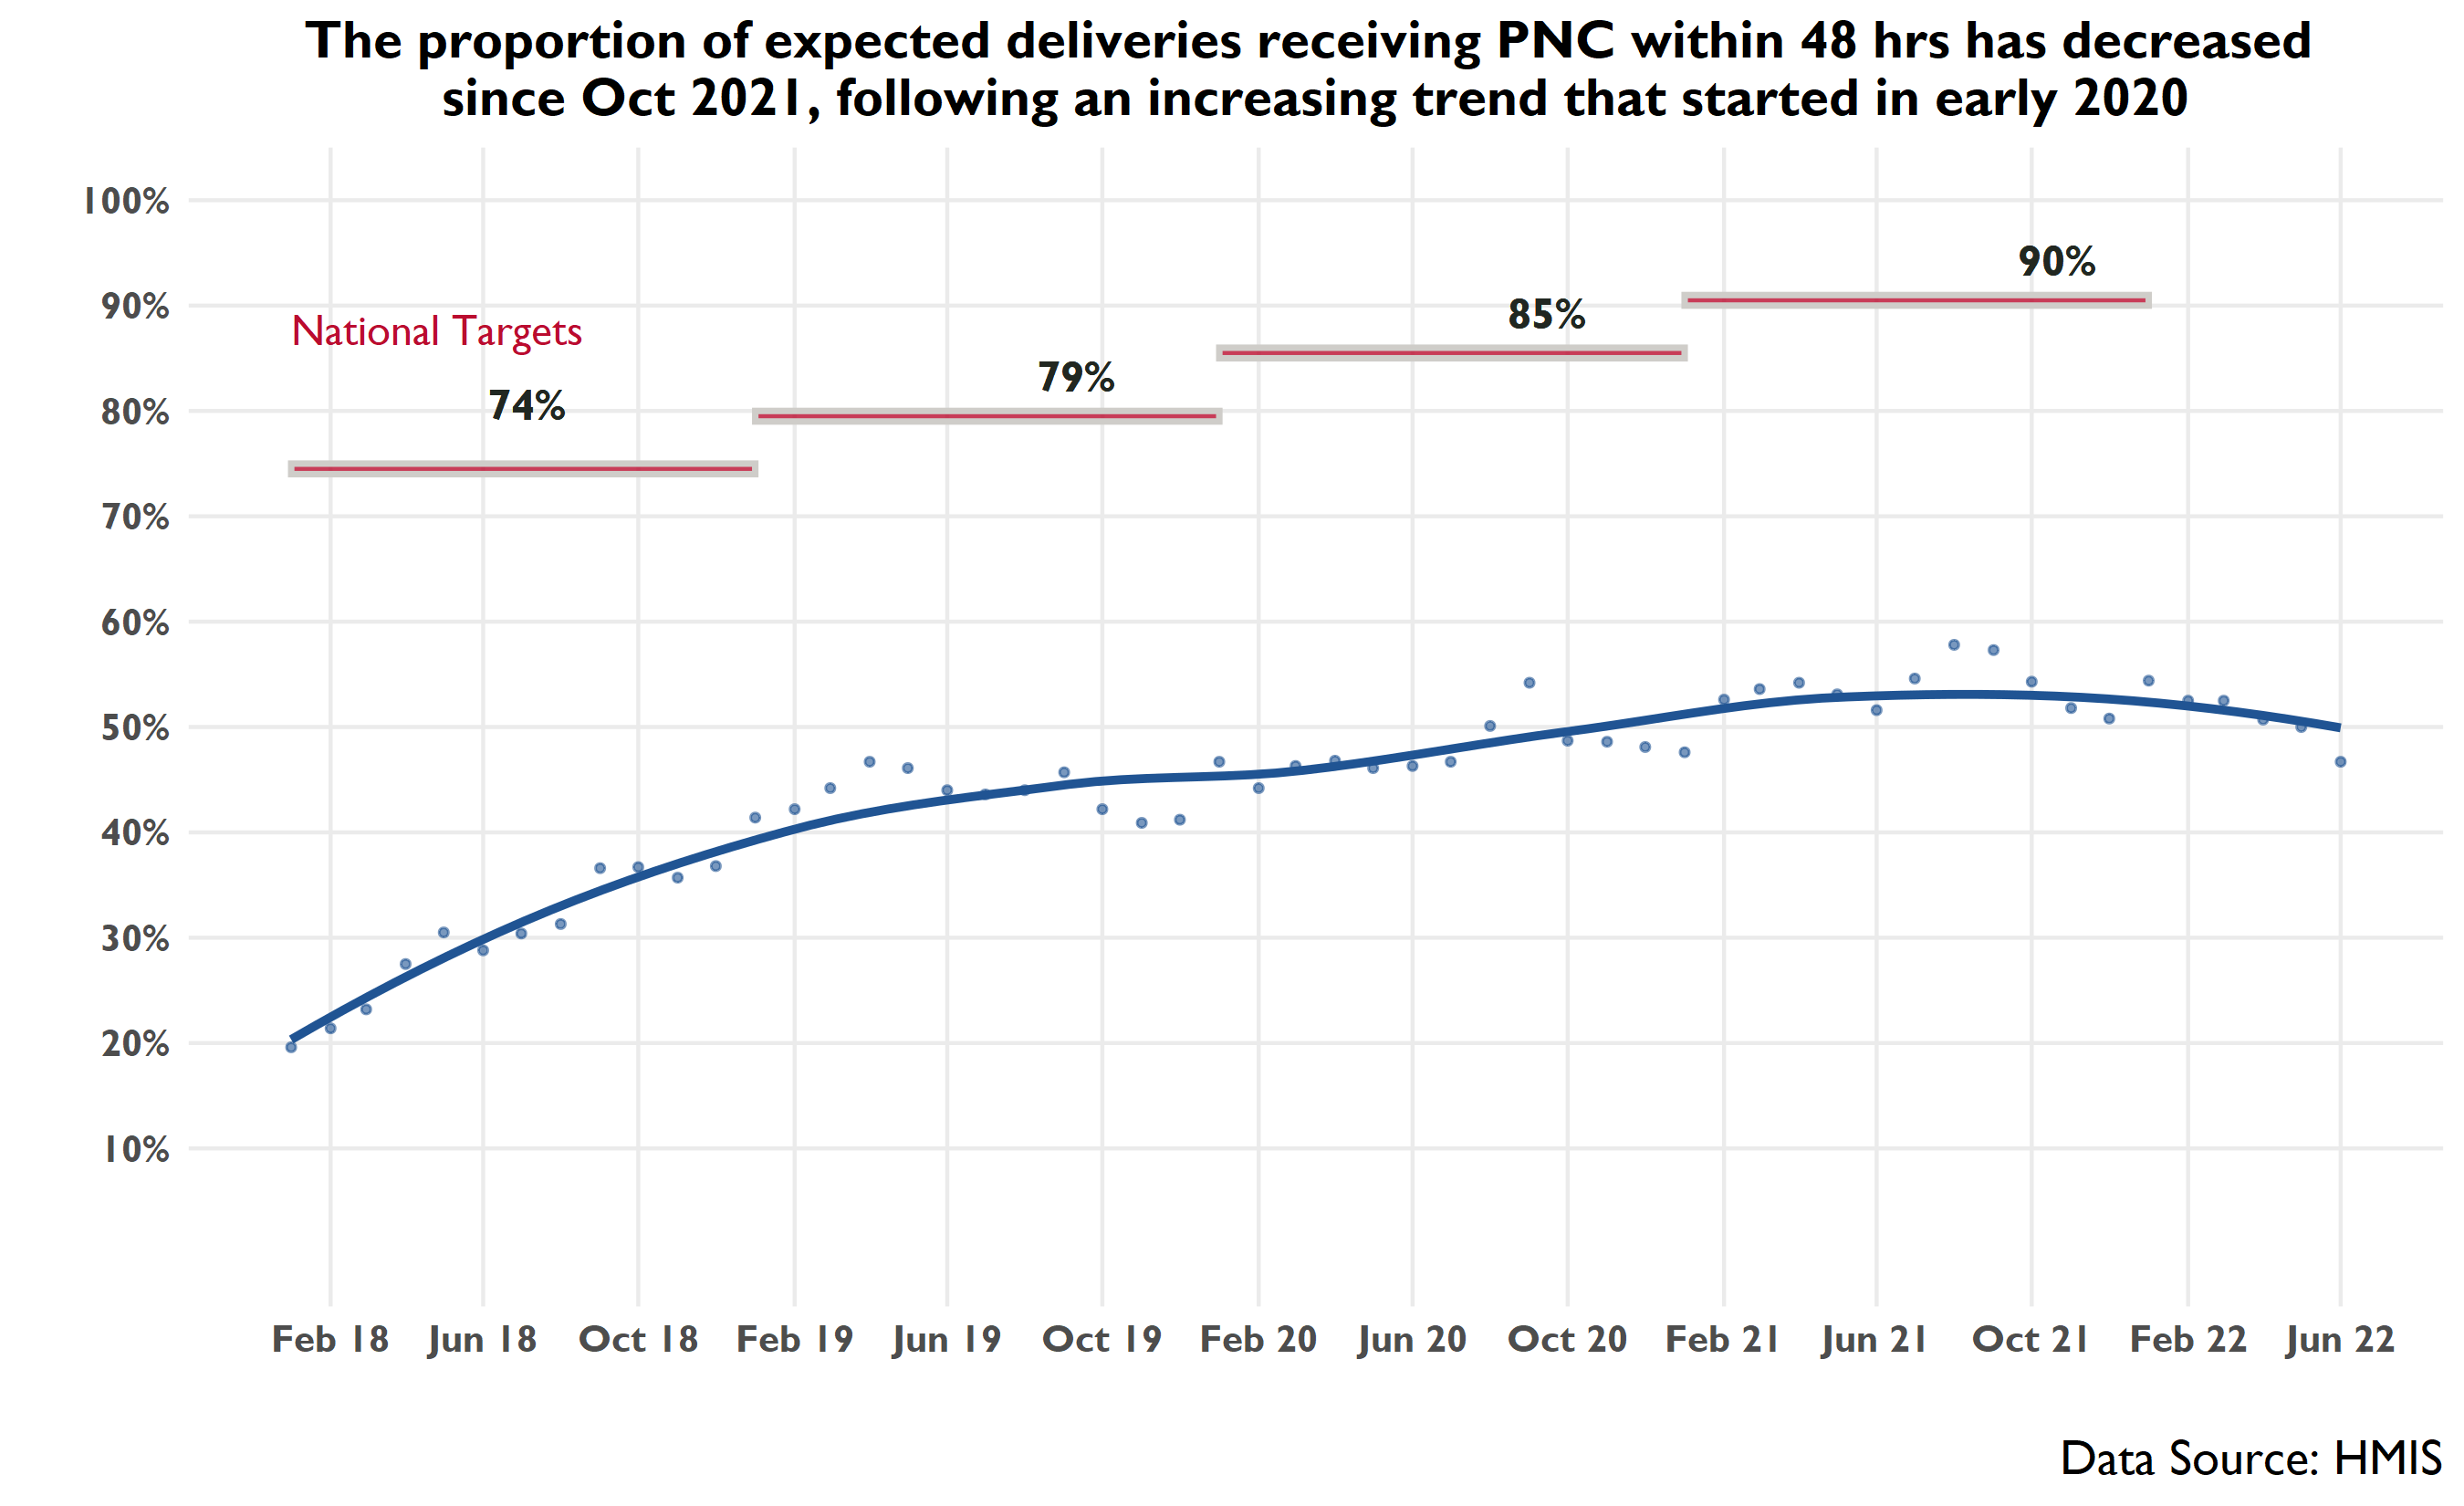 The proportion of expected deliveries receiving PNC within 48 hrs has decreased
since Oct 2021, following an increasing trend that started in early 2020
100%
90%
90%
85%
National Targets
79%
74%
80%
70%
60%
50%
40%
30%
20%
10%
Feb 18 Jun 18 Oct 18 Feb 19 Jun 19 Oct 19 Feb 20 Jun 20 Oct 20 Feb 21 Jun 21 Oct 21 Feb 22 Jun 22
Data Source: HMIS